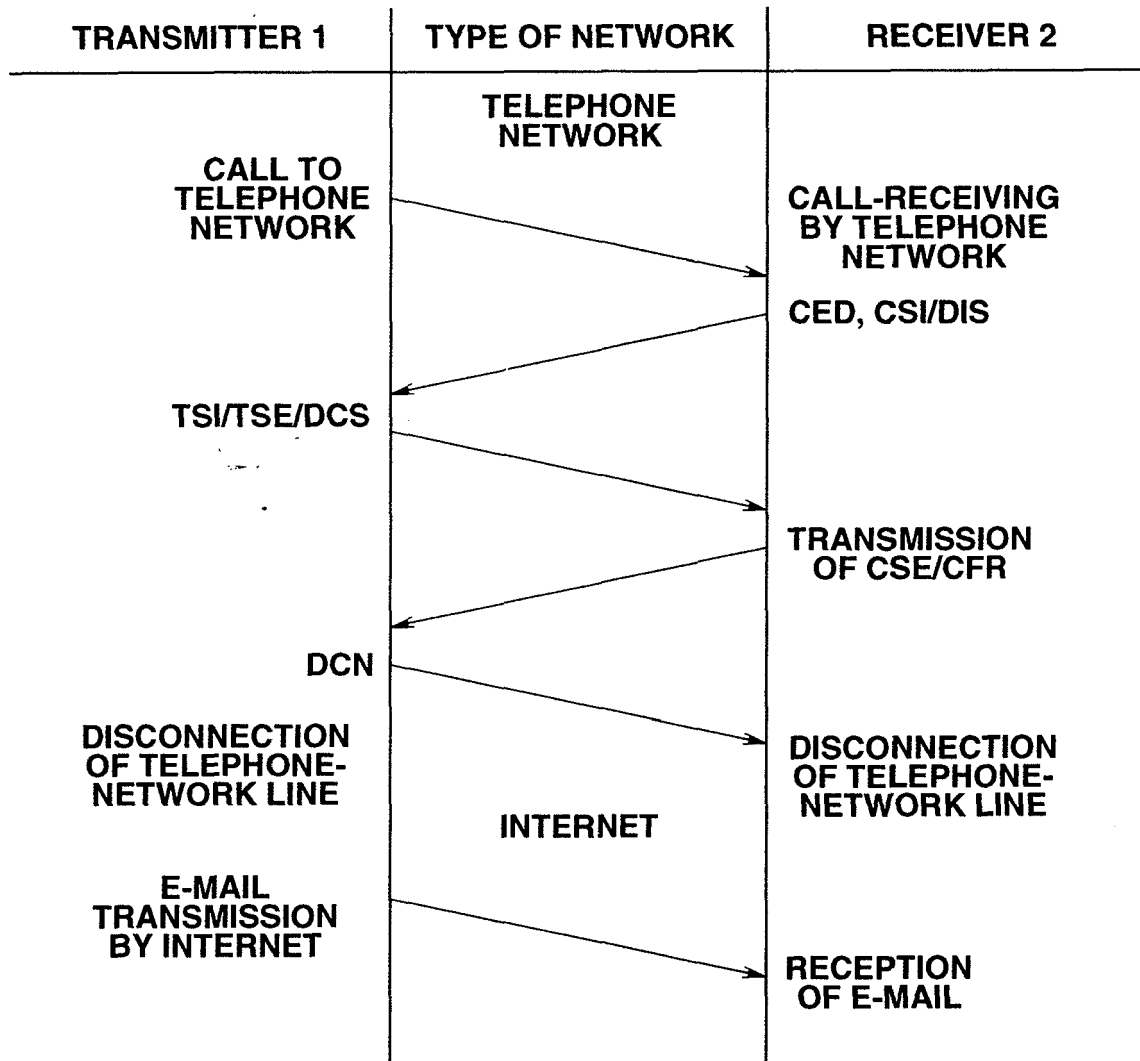 TRANSMITTER 1
TYPE OF NETWORK
RECEIVER 2
TELEPHONE
NETWORK
CALL TO
TELEPHONE
NETWORK
CALL-RECEIVING
BY TELEPHONE
NETWORK
CED, CSI/DIS
TSI/TSE/DCS
TRANSMISSION
OF CSE/CFR
DCN
DISCONNECTION
OF TELEPHONE-
NETWORK LINE
DISCONNECTION
OF TELEPHONE-
NETWORK LINE
INTERNET
E-MAIL
TRANSMISSION
BY INTERNET
RECEPTION
OF E-MAIL